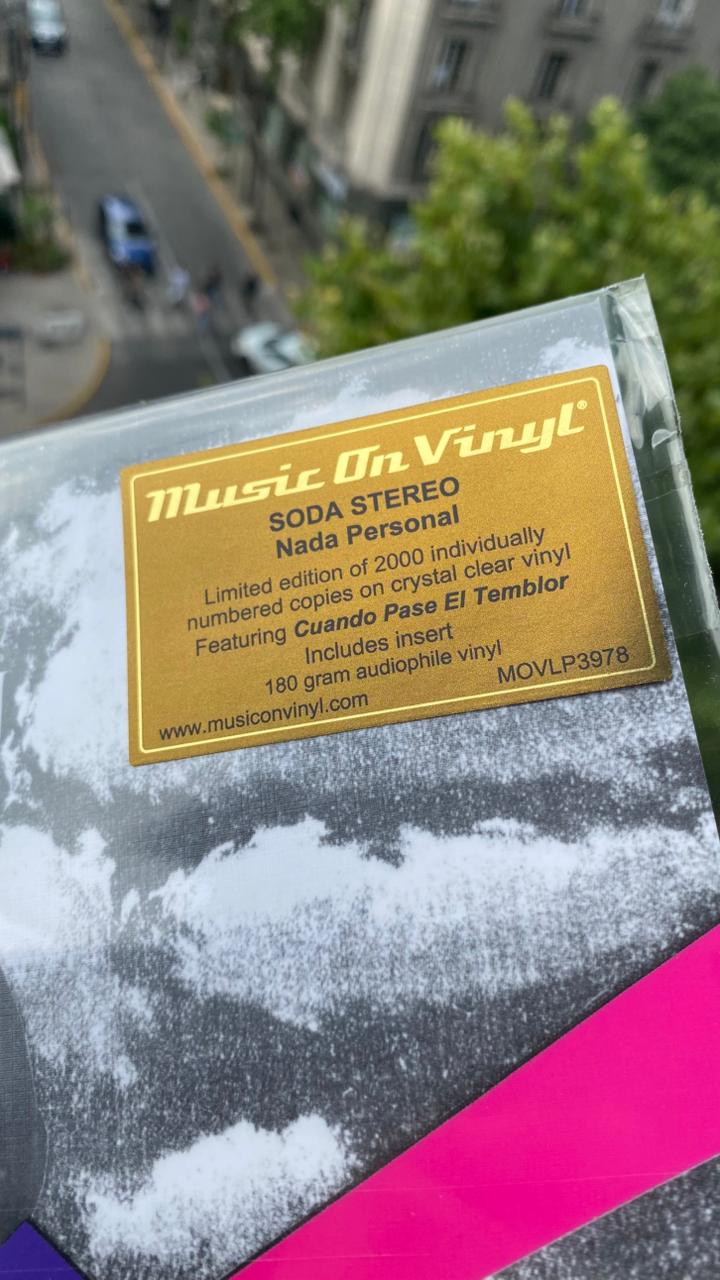 Music On Vinyl®
SODA STEREO
Nada Personal
Limited edition of 2000 individually
numbered copies on crystal clear vinyl
Featuring Cuando Pase El Temblor
Includes insert
180 gram audiophile vinyl
www.musiconvinyl.com MOVLP3978